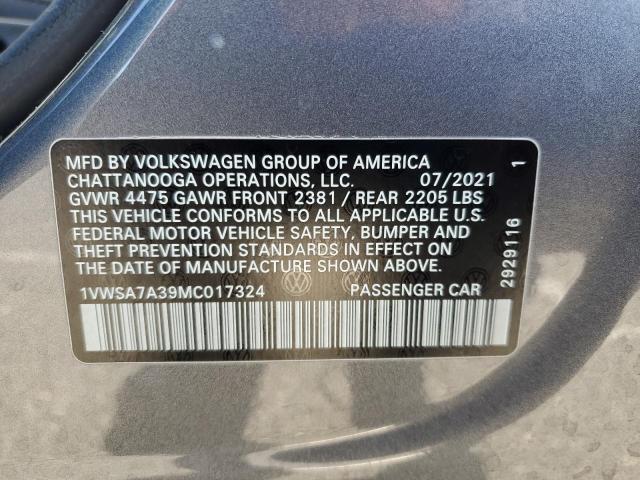 MFD BY VOLKSWAGEN GROUP OF AMERICA
CHATTANOOGA OPERATIONS, LLC. 07/2021
GVWR 4475 GAWR FRONT 2381 / REAR 2205 LBS
THIS VEHICLE CONFORMS TO ALL APPLICABLE
FEDERAL MOTOR VEHICLE SAFETY, BUMPER AND
THEFT PREVENTION STANDARDS IN EFFECT ON
THE DATE OF MANUFACTURE SHOWN ABOVE.
1VWSA7A39MC017324 PASSENGER CAR
2929116 1